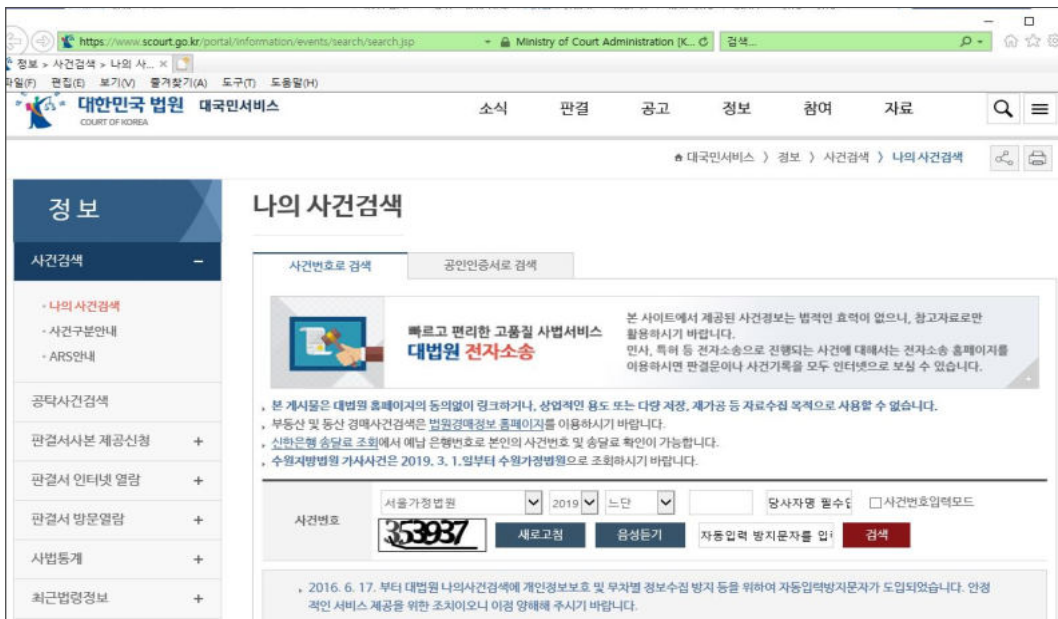 https://www.scourt.go.kr/portal/information/events/search/search.jsp
Ministry of Court Administration [K...
검색...
정보 > 사건검색 > 나의 사...
파일(F) 편집(E) 보기(V) 즐겨찾기(A) 도구(T) 도움말(H)
대한민국 법원 대국민서비스
COURT OF KOREA
소식 판결 공고 정보 참여 자료
대국민서비스 〉 정보 〉 사건검색 〉 나의 사건검색
정보
나의 사건검색
사건검색 −
사건번호로 검색
공인인증서로 검색
- 나의 사건검색
- 사건구분안내
- ARS안내
빠르고 편리한 고품질 사법서비스
대법원 전자소송
본 사이트에서 제공된 사건정보는 법적인 효력이 없으니, 참고자료로만
활용하시기 바랍니다.
민사, 특허 등 전자소송으로 진행되는 사건에 대해서는 전자소송 홈페이지를
이용하시면 판결문이나 사건기록을 모두 인터넷으로 보실 수 있습니다.
공탁사건검색
판결서사본 제공신청 +
판결서 인터넷 열람 +
판결서 방문열람 +
사법통계 +
최근법령정보 +
본 게시물은 대법원 홈페이지의 동의없이 링크하거나, 상업적인 용도 또는 다량 저장, 재가공 등 자료수집 목적으로 사용할 수 없습니다.
부동산 및 동산 경매사건검색은 법원경매정보 홈페이지를 이용하시기 바랍니다.
신한은행 송달료 조회에서 예납 은행번호로 본인의 사건번호 및 송달료 확인이 가능합니다.
수원지방법원 가사사건은 2019. 3. 1.일부터 수원가정법원으로 조회하시기 바랍니다.
사건번호
서울가정법원 2019 느단 당사자명 필수입 사건번호입력모드
353937 새로고침 음성듣기 자동입력 방지문자를 입 검색
2016. 6. 17. 부터 대법원 나의사건검색에 개인정보보호 및 무차별 정보수집 방지 등을 위하여 자동입력방지문자가 도입되었습니다. 안정
적인 서비스 제공을 위한 조치이오니 이점 양해해 주시기 바랍니다.